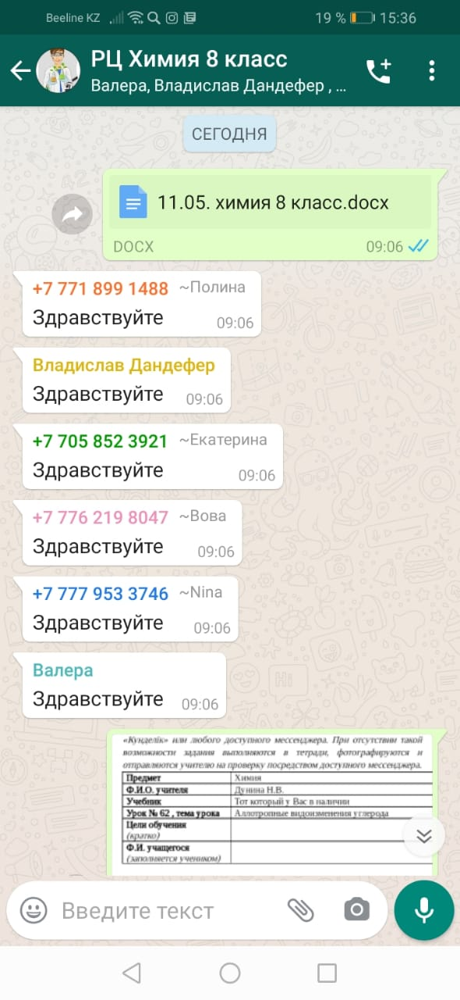 Beeline KZ 19 % 15:36
РЦ Химия 8 класс
Валера, Владислав Дандефер , ...
СЕГОДНЯ
11.05. химия 8 класс.docx
DOCX 09:06
+7 771 899 1488 ~Полина
Здравствуйте 09:06
Владислав Дандефер
Здравствуйте 09:06
+7 705 852 3921 ~Екатерина
Здравствуйте 09:06
+7 776 219 8047 ~Вова
Здравствуйте 09:06
+7 777 953 3746 ~Nina
Здравствуйте 09:06
Валера
Здравствуйте 09:06
«Кунделік» или любого доступного мессенджера. При отсутствии такой
возможности задания выполняются в тетради, фотографируются и
отправляются учителю на проверку посредством доступного мессенджера.
Предмет Химия
Ф.И.О. учителя Дунина Н.В.
Учебник Тот который у Вас в наличии
Урок № 62 , тема урока Аллотропные видоизменения углерода
Цели обучения
(кратко)
Ф.И. учащегося
(заполняется учеником)
Введите текст